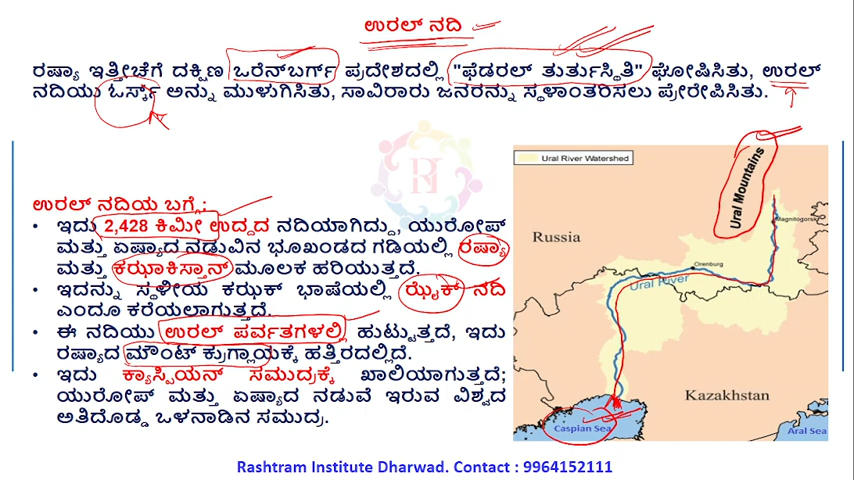 ಉರಲ್ ನದಿ
ರಷ್ಯಾ ಇತ್ತೀಚೆಗೆ ದಕ್ಷಿಣ ಒರೆನ್‌ಬರ್ಗ್ ಪ್ರದೇಶದಲ್ಲಿ "ಫೆಡರಲ್ ತುರ್ತುಸ್ಥಿತಿ" ಘೋಷಿಸಿತು, ಉರಲ್
ನದಿಯು ಓರ್ಸ್ಕ್ ಅನ್ನು ಮುಳುಗಿಸಿತು, ಸಾವಿರಾರು ಜನರನ್ನು ಸ್ಥಳಾಂತರಿಸಲು ಪ್ರೇರೇಪಿಸಿತು.
ಉರಲ್ ನದಿಯ ಬಗ್ಗೆ:
• ಇದು 2,428 ಕಿಮೀ ಉದ್ದದ ನದಿಯಾಗಿದ್ದು, ಯುರೋಪ್
ಮತ್ತು ಏಷ್ಯಾದ ನಡುವಿನ ಭೂಖಂಡದ ಗಡಿಯಲ್ಲಿ ರಷ್ಯಾ
ಮತ್ತು ಕಝಾಕಿಸ್ತಾನ್ ಮೂಲಕ ಹರಿಯುತ್ತದೆ.
• ಇದನ್ನು ಸ್ಥಳೀಯ ಕಝಕ್ ಭಾಷೆಯಲ್ಲಿ ಝೈಕ್ ನದಿ
ಎಂದೂ ಕರೆಯಲಾಗುತ್ತದೆ.
• ಈ ನದಿಯು ಉರಲ್ ಪರ್ವತಗಳಲ್ಲಿ ಹುಟ್ಟುತ್ತದೆ, ಇದು
ರಷ್ಯಾದ ಮೌಂಟ್ ಕ್ರುಗ್ಲಾಯಕ್ಕೆ ಹತ್ತಿರದಲ್ಲಿದೆ.
• ಇದು ಕ್ಯಾಸ್ಪಿಯನ್ ಸಮುದ್ರಕ್ಕೆ ಖಾಲಿಯಾಗುತ್ತದೆ;
ಯುರೋಪ್ ಮತ್ತು ಏಷ್ಯಾದ ನಡುವೆ ಇರುವ ವಿಶ್ವದ
ಅತಿದೊಡ್ಡ ಒಳನಾಡಿನ ಸಮುದ್ರ.
Ural River Watershed
Ural Mountains
Magnitogorsk
Russia
Orenburg
Ural River
Kazakhstan
Caspian Sea
Aral Sea
Rashtram Institute Dharwad. Contact : 9964152111